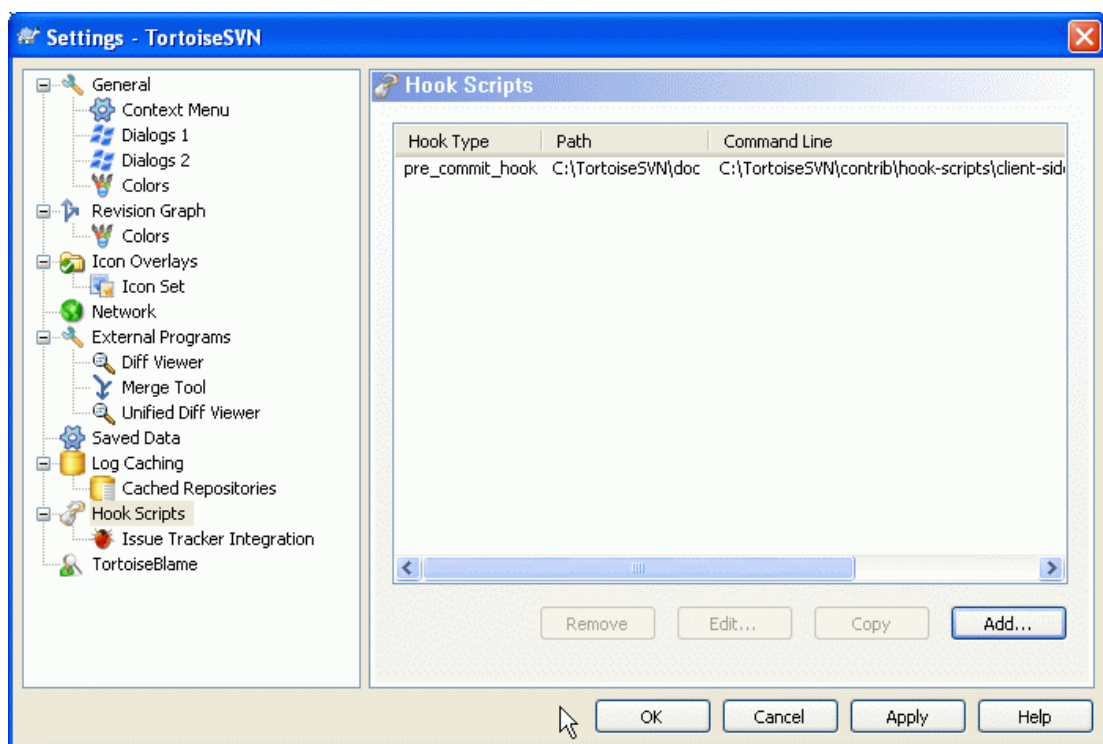 Settings - TortoiseSVN
General
Context Menu
Dialogs 1
Dialogs 2
Colors
Revision Graph
Colors
Icon Overlays
Icon Set
Network
External Programs
Diff Viewer
Merge Tool
Unified Diff Viewer
Saved Data
Log Caching
Cached Repositories
Hook Scripts
Issue Tracker Integration
TortoiseBlame
Hook Scripts
Hook Type Path Command Line
pre_commit_hook C:\TortoiseSVN\doc C:\TortoiseSVN\contrib\hook-scripts\client-side
Remove Edit... Copy Add...
OK Cancel Apply Help